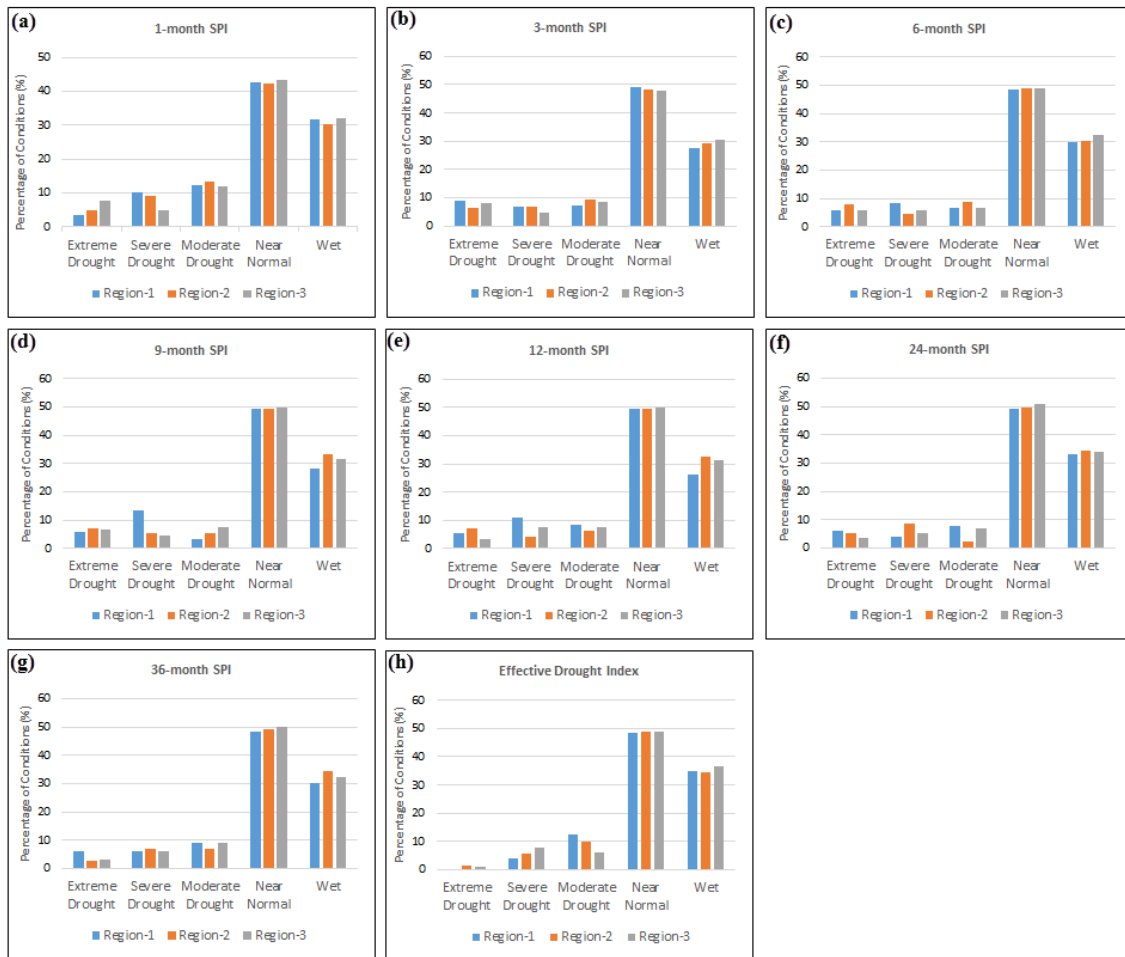 (a)
1-month SPI
Percentage of Conditions (%)
50
40
30
20
10
0
Extreme Severe Moderate Near Wet
Drought Drought Drought Normal
Region-1 Region-2 Region-3
(b)
3-month SPI
Percentage of Conditions (%)
60
50
40
30
20
10
0
Extreme Severe Moderate Near Wet
Drought Drought Drought Normal
Region-1 Region-2 Region-3
(c)
6-month SPI
Percentage of Conditions (%)
60
50
40
30
20
10
0
Extreme Severe Moderate Near Wet
Drought Drought Drought Normal
Region-1 Region-2 Region-3
(d)
9-month SPI
Percentage of Conditions (%)
60
50
40
30
20
10
0
Extreme Severe Moderate Near Wet
Drought Drought Drought Normal
Region-1 Region-2 Region-3
(e)
12-month SPI
Percentage of Conditions (%)
60
50
40
30
20
10
0
Extreme Severe Moderate Near Wet
Drought Drought Drought Normal
Region-1 Region-2 Region-3
(f)
24-month SPI
Percentage of Conditions (%)
60
50
40
30
20
10
0
Extreme Severe Moderate Near Wet
Drought Drought Drought Normal
Region-1 Region-2 Region-3
(g)
36-month SPI
Percentage of Conditions (%)
60
50
40
30
20
10
0
Extreme Severe Moderate Near Wet
Drought Drought Drought Normal
Region-1 Region-2 Region-3
(h)
Effective Drought Index
Percentage of Conditions (%)
60
50
40
30
20
10
0
Extreme Severe Moderate Near Wet
Drought Drought Drought Normal
Region-1 Region-2 Region-3